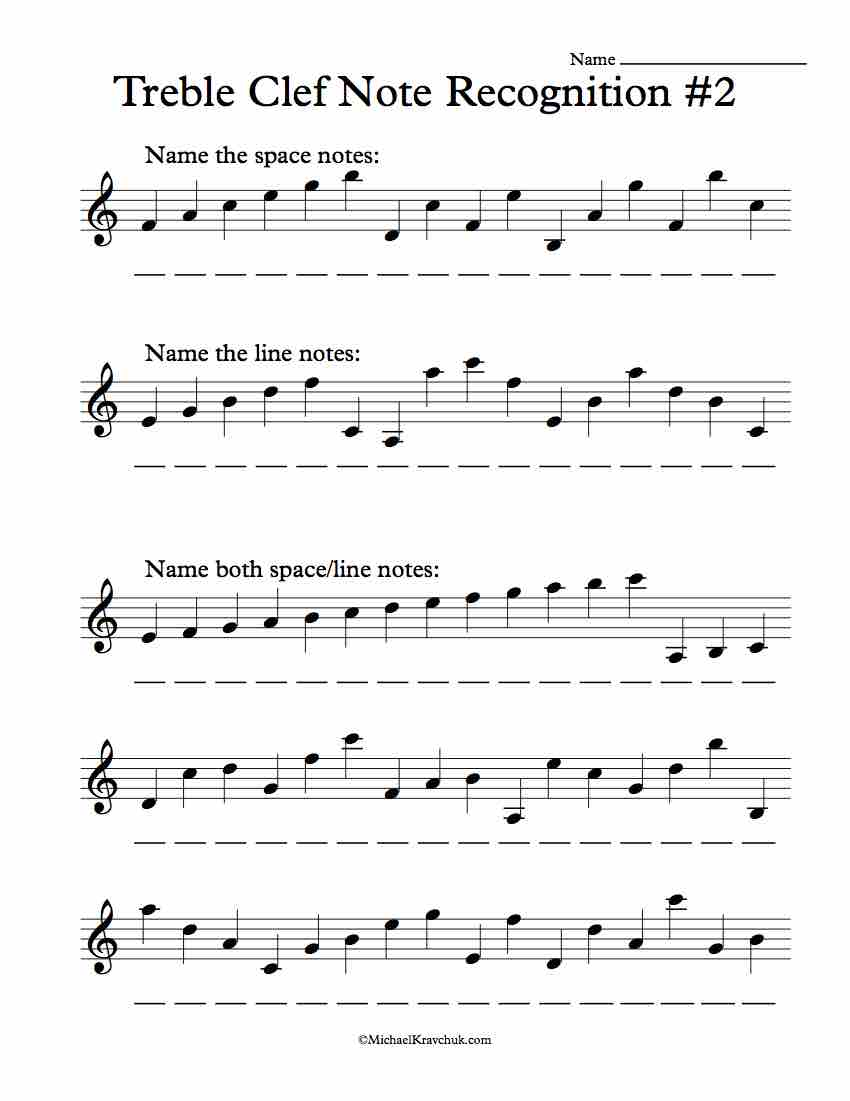 Name
Treble Clef Note Recognition #2
Name the space notes:
Name the line notes:
Name both space/line notes:
©MichaelKravchuk.com